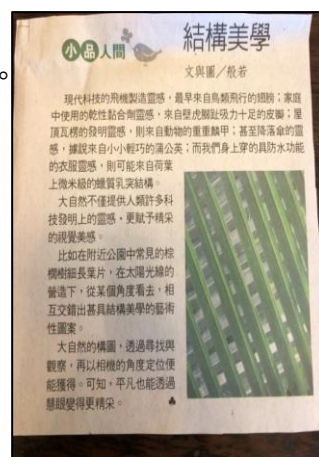 小品人間
結構美學
文與圖／般若
現代科技的飛機製造靈感，最早來自鳥類飛行的翅膀；家庭
中使用的乾性黏合劑靈感，來自壁虎腳趾吸力十足的皮瓣；屋
頂瓦楞的發明靈感，則來自動物的重重鱗甲；甚至降落傘的靈
感，據說來自小小輕巧的蒲公英；而我們身上穿的具防水功能
的衣服靈感，則可能來自荷葉
上微米級的蠟質乳突結構。
大自然不僅提供人類許多科
技發明上的靈感，更賦予精采
的視覺美感。
比如在附近公園中常見的棕
櫚樹細長葉片，在太陽光線的
營造下，從某個角度看去，相
互交錯出甚具結構美學的藝術
性圖案。
大自然的構圖，透過尋找與
觀察，再以相機的角度定位便
能獲得。可知，平凡也能透過
慧眼變得更精采。